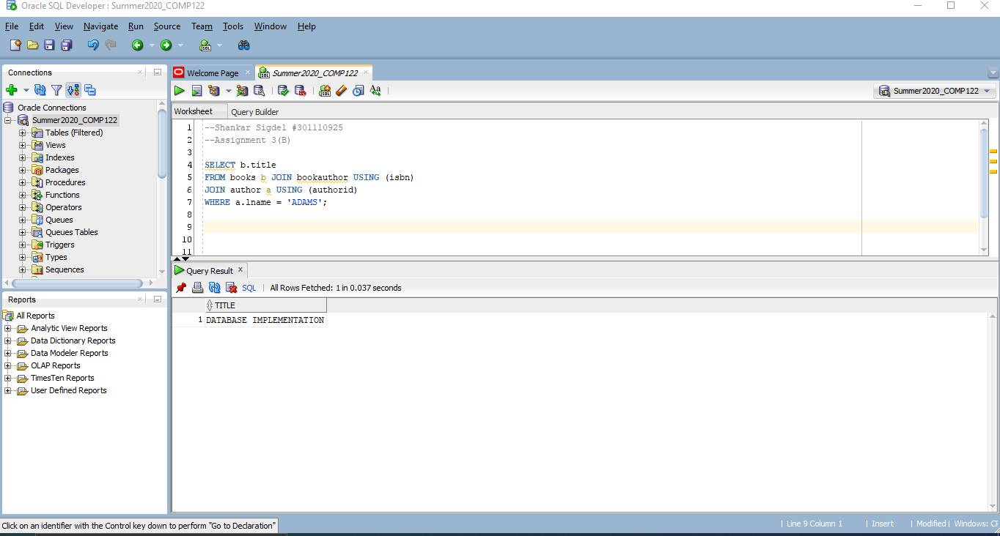 Oracle SQL Developer : Summer2020_COMP122
File Edit View Navigate Run Source Team Tools Window Help
Connections
Oracle Connections
Summer2020_COMP122
Tables (Filtered)
Views
Indexes
Packages
Procedures
Functions
Operators
Queues
Queues Tables
Triggers
Types
Sequences
Reports
All Reports
Analytic View Reports
Data Dictionary Reports
Data Modeler Reports
OLAP Reports
TimesTen Reports
User Defined Reports
Welcome Page Summer2020_COMP122
SQL Aa Summer2020_COMP122
Worksheet Query Builder
1 --Shankar Sigdel #301110925
2 --Assignment 3(B)
3
4 SELECT b.title
5 FROM books b JOIN bookauthor USING (isbn)
6 JOIN author a USING (authorid)
7 WHERE a.lname = 'ADAMS';
8
9
10
11
Query Result
SQL | All Rows Fetched: 1 in 0.037 seconds
TITLE
1 DATABASE IMPLEMENTATION
Click on an identifier with the Control key down to perform "Go to Declaration"
| Line 9 Column 1 | Insert | Modified | Windows: CF